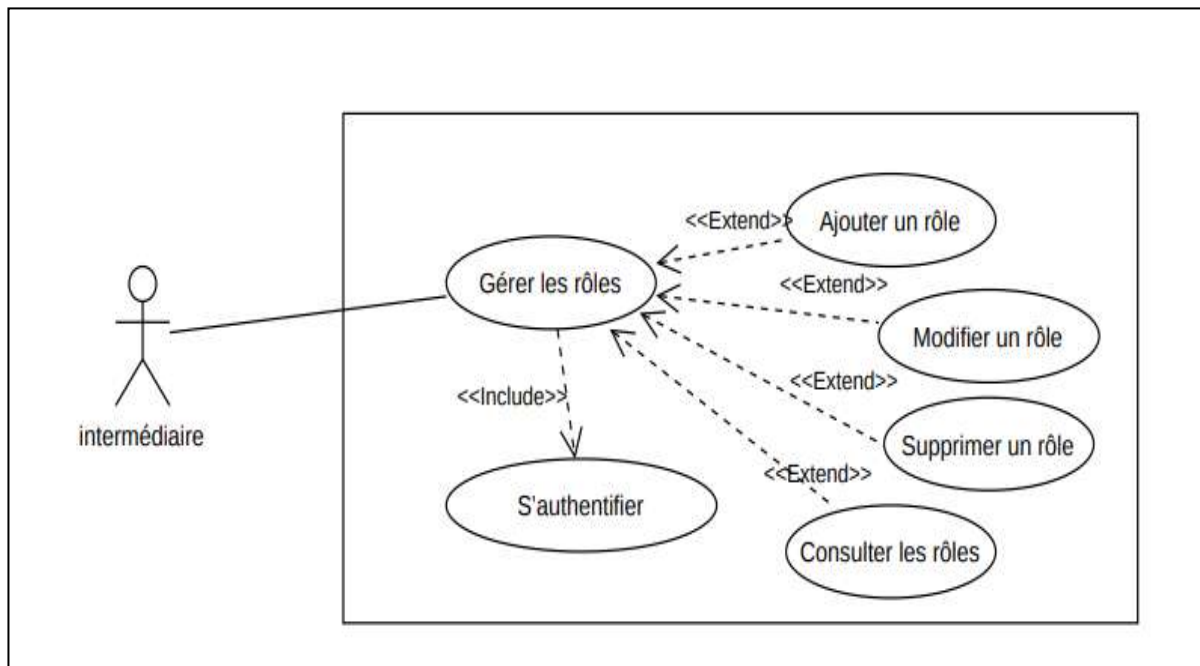 <<Extend>>
Ajouter un rôle
Gérer les rôles
<<Extend>>
Modifier un rôle
<<Extend>>
<<Include>>
intermédiaire
Supprimer un rôle
<<Extend>>
S'authentifier
Consulter les rôles